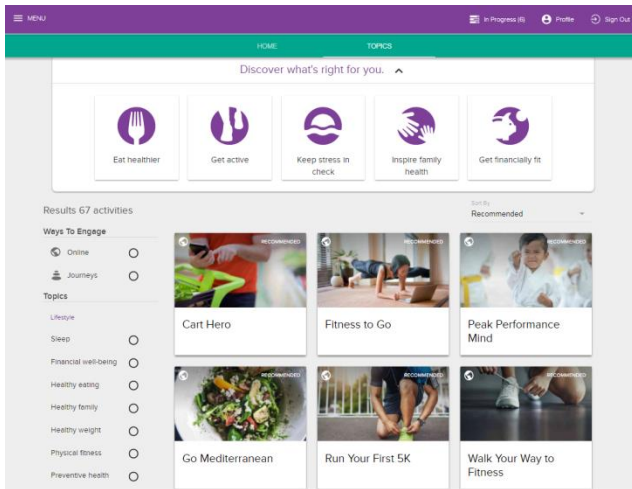 MENU
In Progress (6)
Profile
Sign Out
HOME
TOPICS
Discover what's right for you.
Eat healthier
Get active
Keep stress in
check
Inspire family
health
Get financially fit
Results 67 activities
Sort By
Recommended
Ways To Engage
Online
Journeys
Topics
Lifestyle
Sleep
Financial well-being
Healthy eating
Healthy family
Healthy weight
Physical fitness
Preventive health
RECOMMENDED
Cart Hero
RECOMMENDED
Fitness to Go
RECOMMENDED
Peak Performance
Mind
RECOMMENDED
Go Mediterranean
RECOMMENDED
Run Your First 5K
RECOMMENDED
Walk Your Way to
Fitness